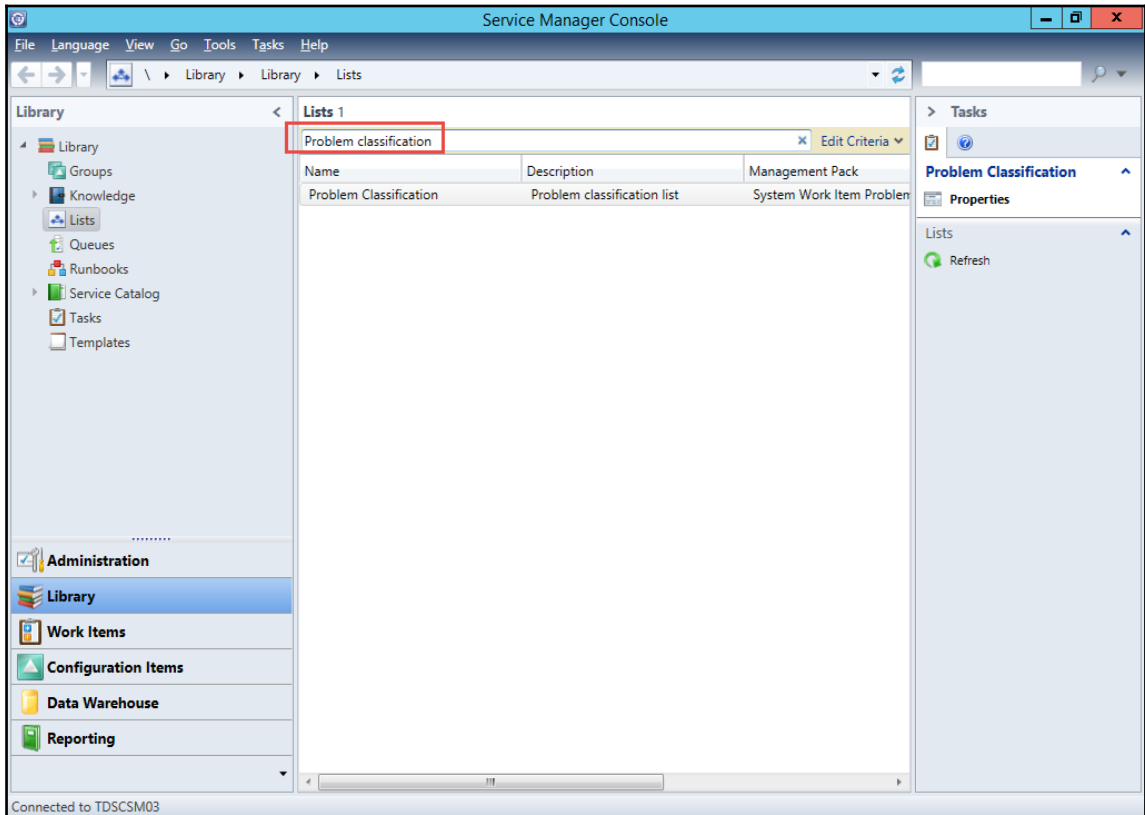 Service Manager Console
File Language View Go Tools Tasks Help
\ Library Library Lists
Library <
Library
Groups
Knowledge
Lists
Queues
Runbooks
Service Catalog
Tasks
Templates
Administration
Library
Work Items
Configuration Items
Data Warehouse
Reporting
Lists 1
Problem classification × Edit Criteria
Name Description Management Pack
Problem Classification Problem classification list System Work Item Problem
> Tasks
Problem Classification
Properties
Lists
Refresh
Connected to TDSCSM03